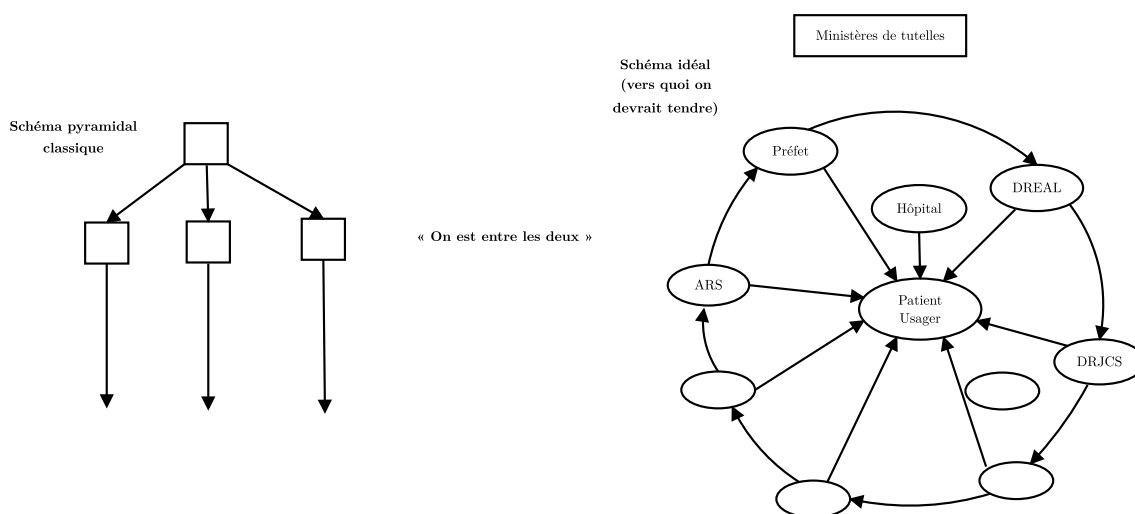 Schéma pyramidal
classique
« On est entre les deux »
Schéma idéal
(vers quoi on
devrait tendre)
Ministères de tutelles
Préfet
DREAL
Hôpital
ARS
Patient
Usager
DRJCS